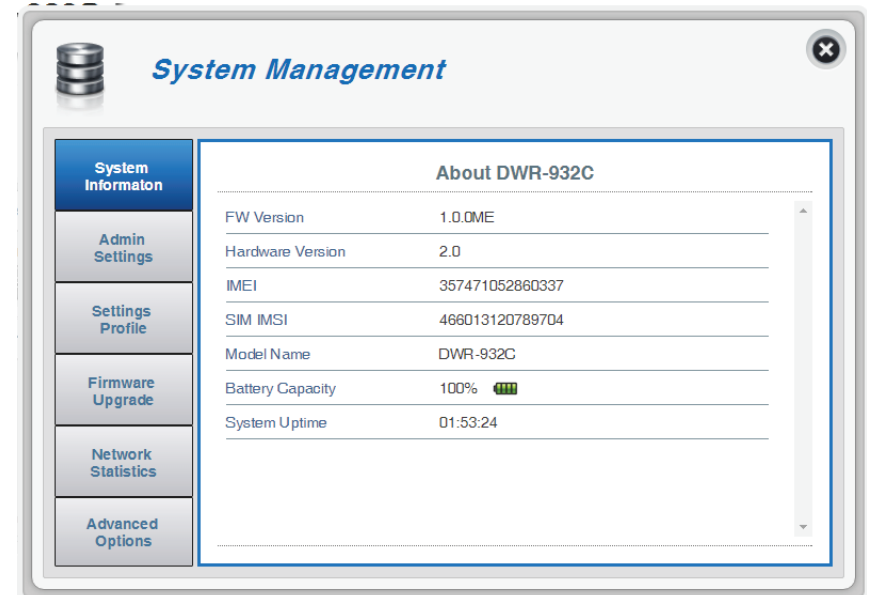 System Management
System
Informaton
Admin
Settings
Settings
Profile
Firmware
Upgrade
Network
Statistics
Advanced
Options
About DWR-932C
FW Version 1.0.0ME
Hardware Version 2.0
IMEI 357471052860337
SIM IMSI 466013120789704
Model Name DWR-932C
Battery Capacity 100%
System Uptime 01:53:24